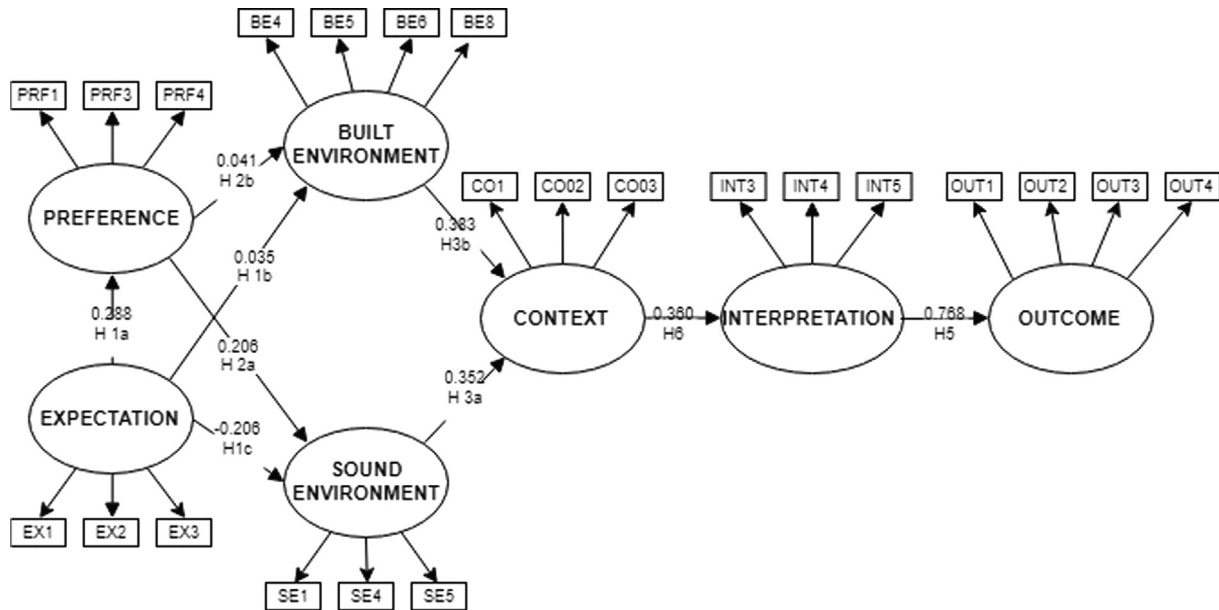 BE4
BE5
BE6
BE8
PRF1
PRF3
PRF4
BUILT
ENVIRONMENT
0.041
H 2b
PREFERENCE
CO1
CO02
CO03
INT3
INT4
INT5
OUT1
OUT2
OUT3
OUT4
0.383
H3b
0.035
H 1b
0.288
H 1a
CONTEXT
0.360
H6
INTERPRETATION
0.768
H5
OUTCOME
0.206
H 2a
0.352
H 3a
EXPECTATION
-0.206
H1c
SOUND
ENVIRONMENT
EX1
EX2
EX3
SE1
SE4
SE5